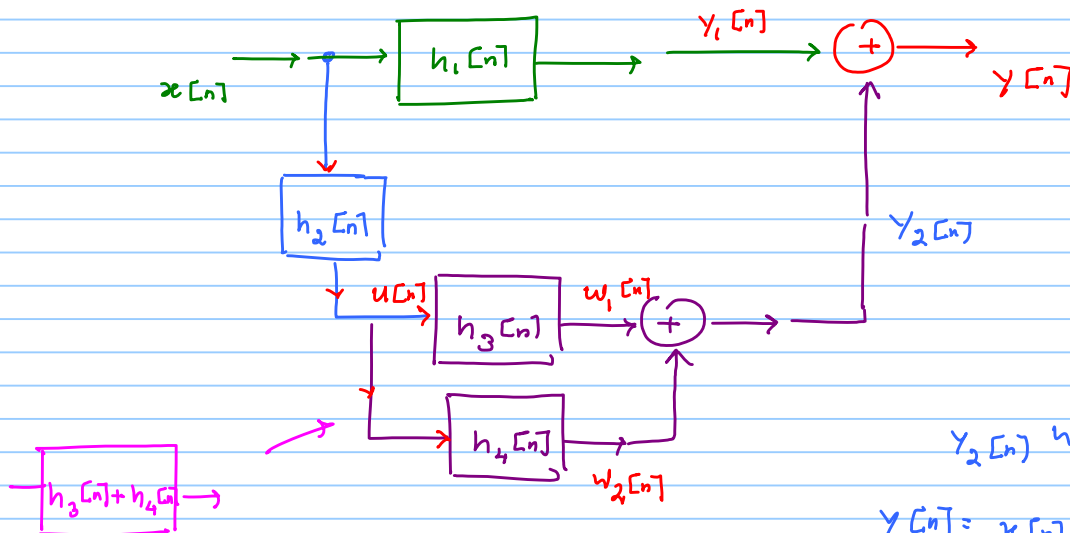 y₁[n]
+
h₁[n]
x[n]
y[n]
h₂[n]
y₂[n]
u[n]
w₁[n]
h₃[n]
+
h₄[n]
y₂[n]
w₂[n]
h₃[n]+h₄[n]
y[n]= x[n]